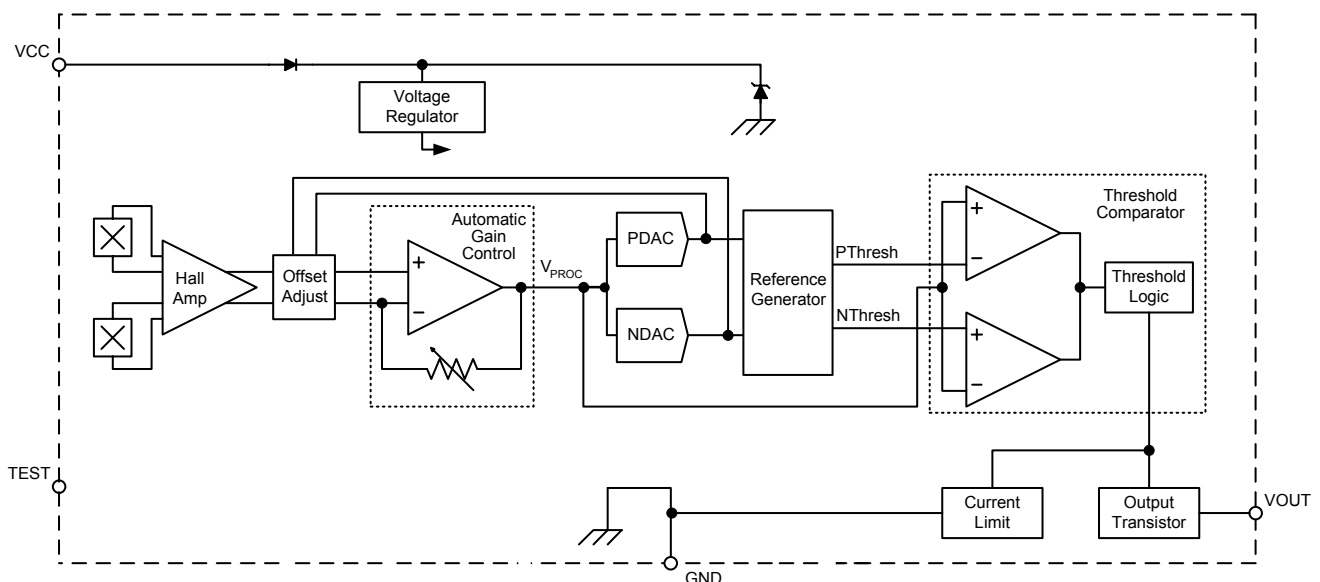 VCC
Voltage
Regulator
Hall
Amp
Offset
Adjust
Automatic
Gain
Control
+
−
VPROC
PDAC
NDAC
Reference
Generator
PThresh
NThresh
Threshold
Comparator
+
−
+
−
Threshold
Logic
TEST
Current
Limit
Output
Transistor
VOUT
GND